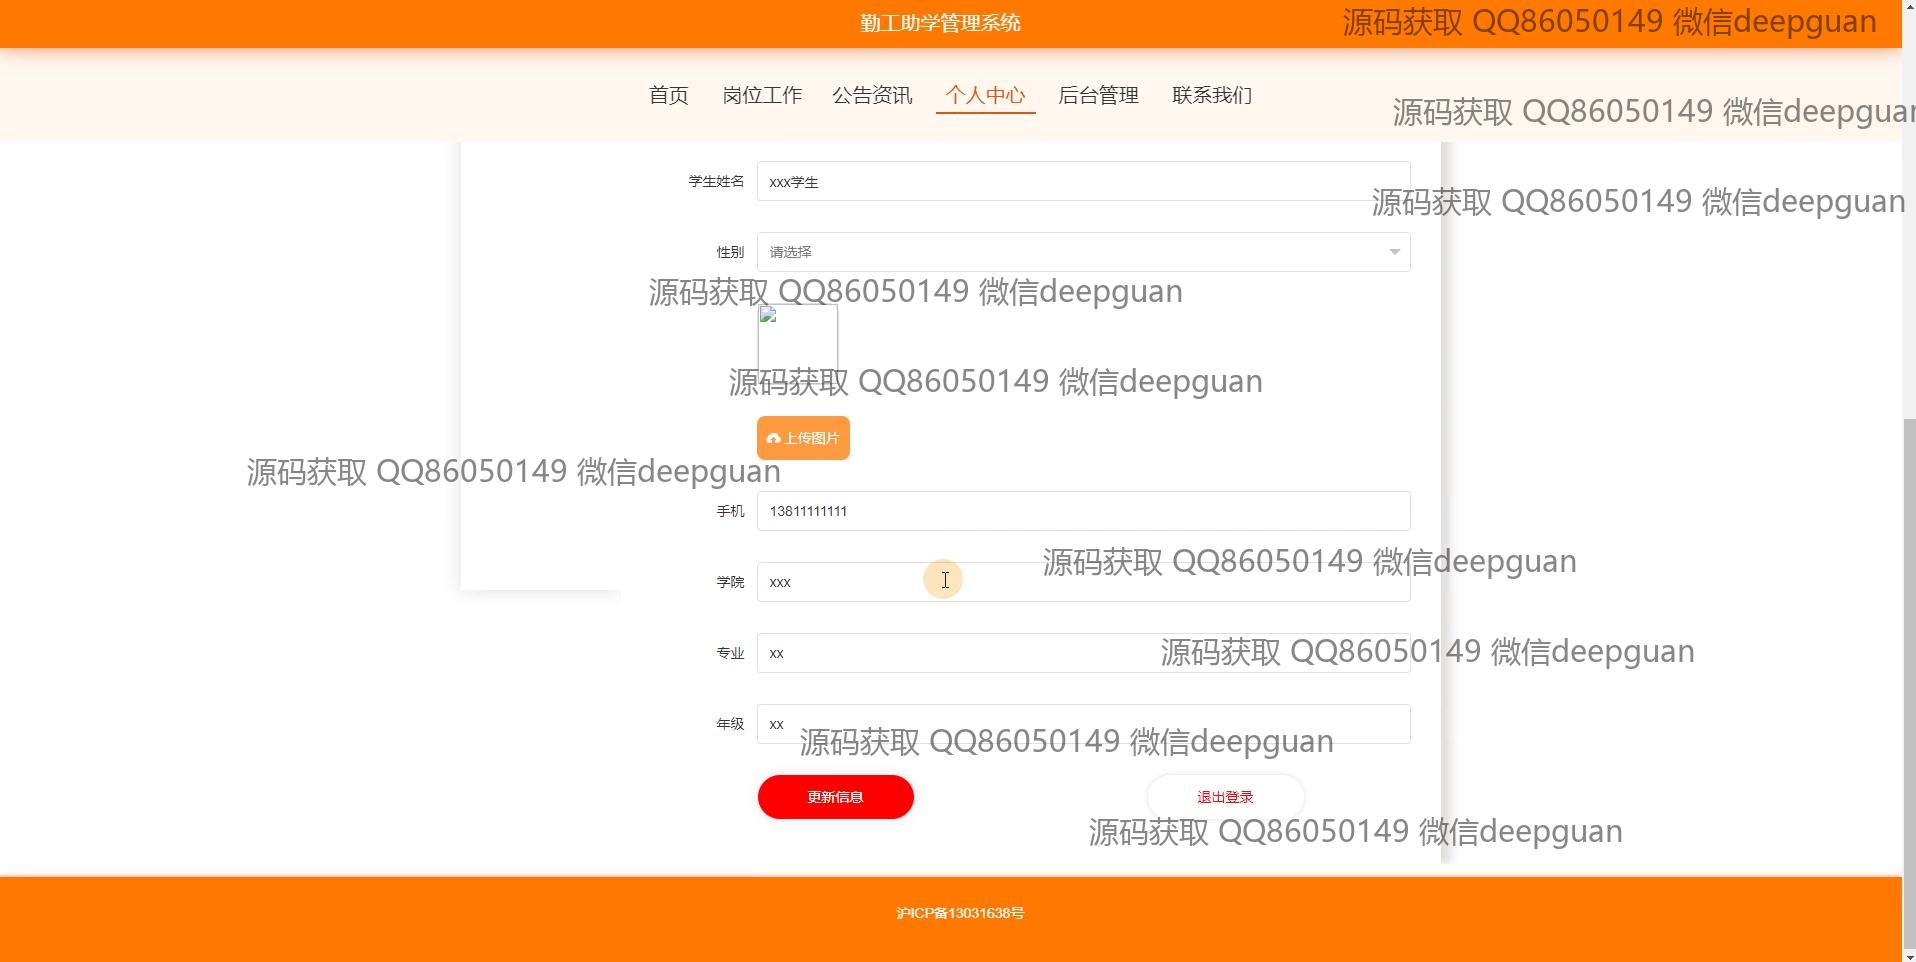 勤工助学管理系统
源码获取 QQ86050149 微信deepguan
首页 岗位工作 公告资讯 个人中心 后台管理 联系我们
源码获取 QQ86050149 微信deepguan
学生姓名 xxx学生
源码获取 QQ86050149 微信deepguan
性别 请选择
源码获取 QQ86050149 微信deepguan
源码获取 QQ86050149 微信deepguan
上传图片
源码获取 QQ86050149 微信deepguan
手机 13811111111
源码获取 QQ86050149 微信deepguan
学院 xxx
专业 xx
源码获取 QQ86050149 微信deepguan
年级 xx
源码获取 QQ86050149 微信deepguan
更新信息 退出登录
源码获取 QQ86050149 微信deepguan
沪ICP备13031638号